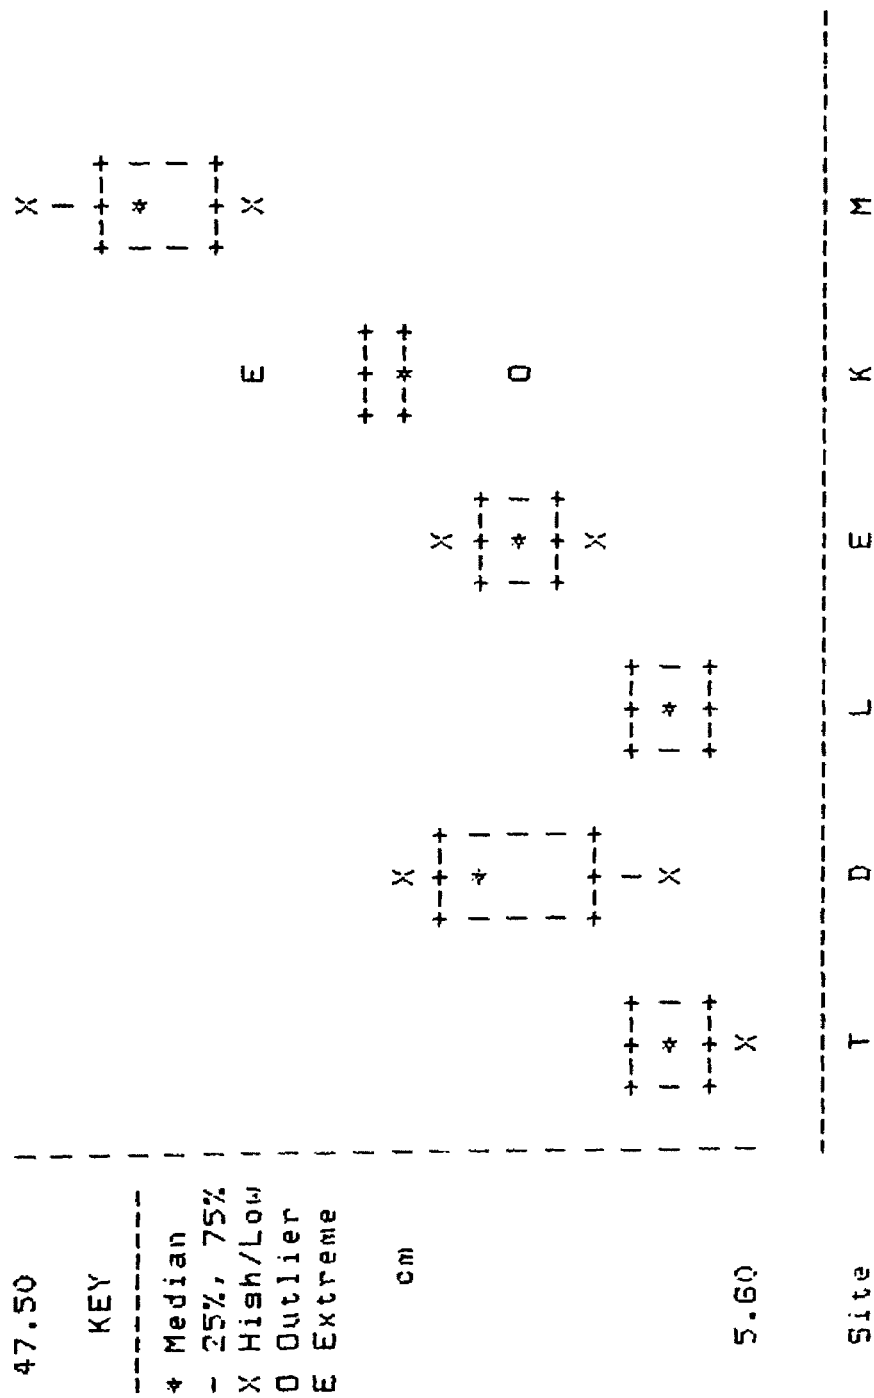 47.50
KEY
----------
* Median
- 25%, 75%
X High/Low
O Outlier
E Extreme
cm
5.60
Site T D L E K M
X
X
X
X
X
X
X
E
O